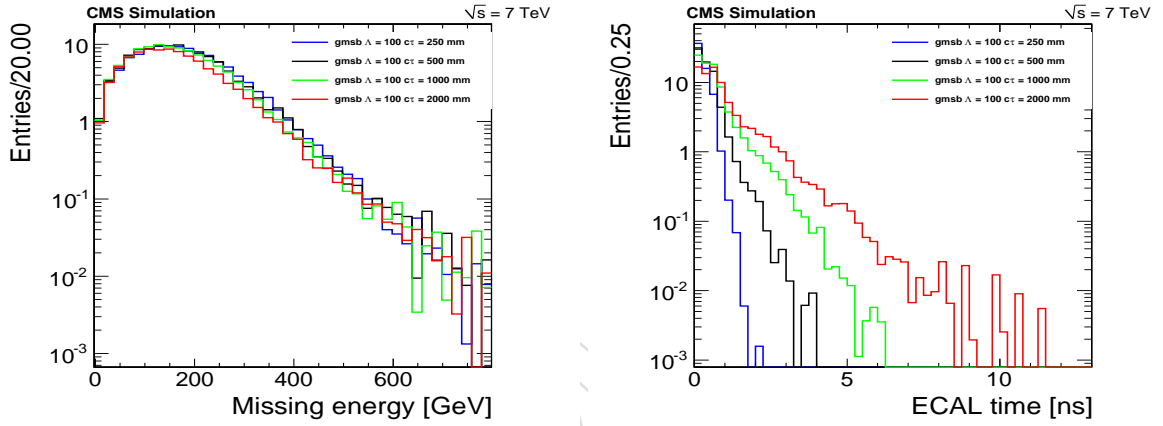 CMS Simulation
√s = 7 TeV
Entries/20.00
10
1
10⁻¹
10⁻²
10⁻³
gmsb Λ = 100 cτ = 250 mm
gmsb Λ = 100 cτ = 500 mm
gmsb Λ = 100 cτ = 1000 mm
gmsb Λ = 100 cτ = 2000 mm
0 200 400 600
Missing energy [GeV]
CMS Simulation
√s = 7 TeV
Entries/0.25
10
1
10⁻¹
10⁻²
10⁻³
gmsb Λ = 100 cτ = 250 mm
gmsb Λ = 100 cτ = 500 mm
gmsb Λ = 100 cτ = 1000 mm
gmsb Λ = 100 cτ = 2000 mm
0 5 10
ECAL time [ns]